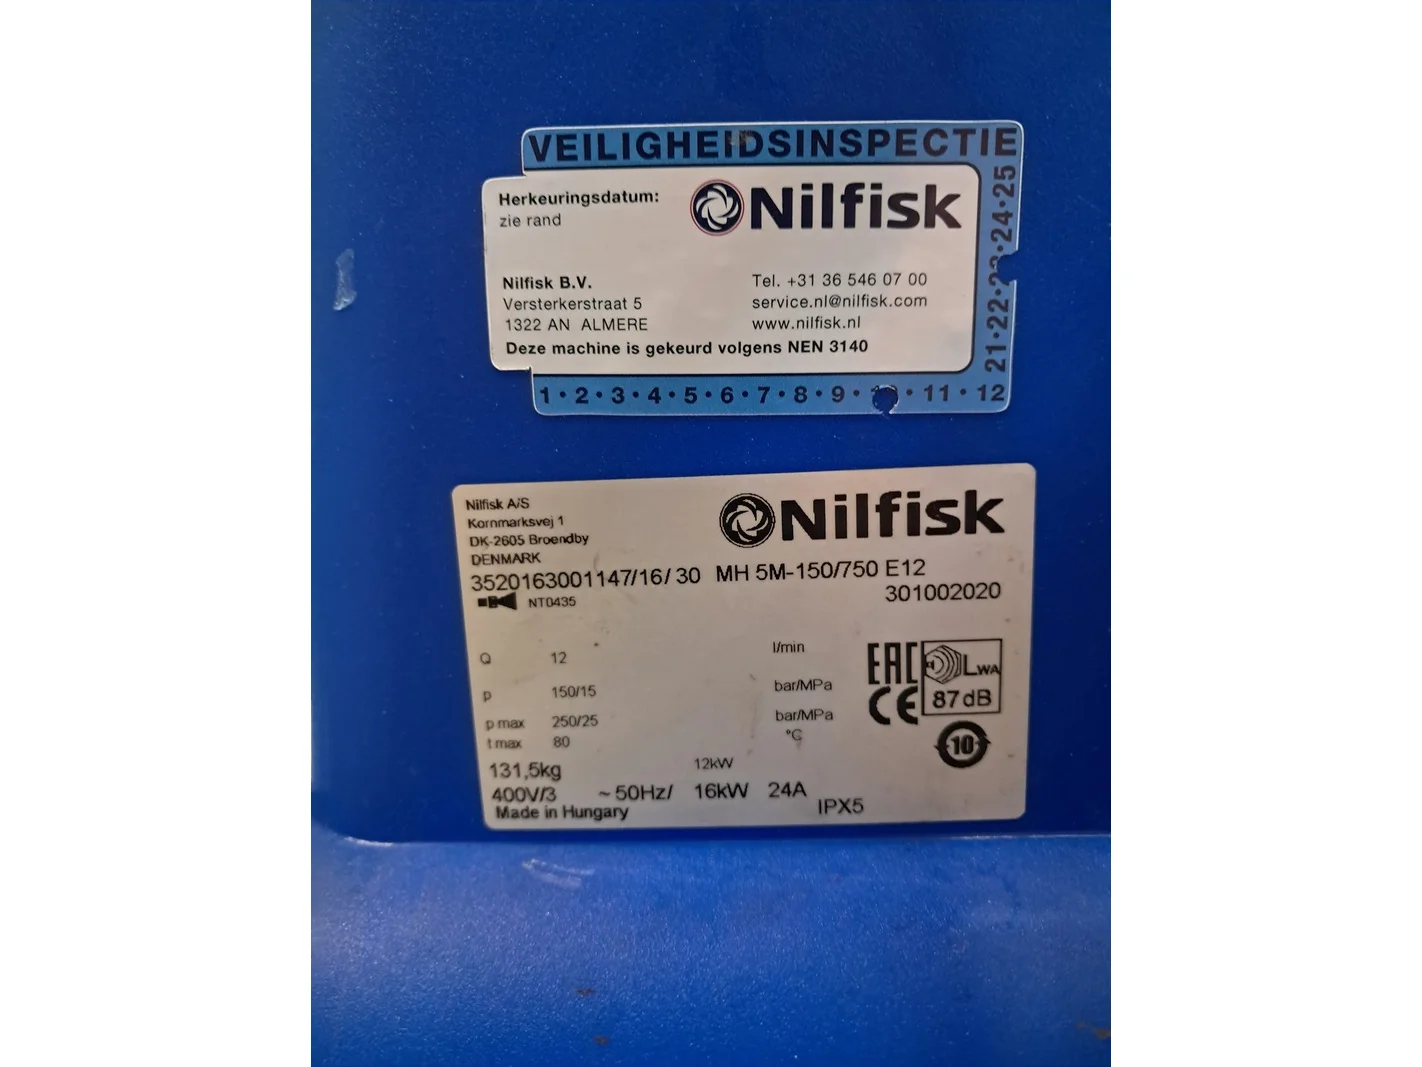 VEILIGHEIDSINSPECTIE
Herkeuringsdatum:
zie rand
Nilfisk
Nilfisk B.V.
Versterkerstraat 5
1322 AN ALMERE
Tel. +31 36 546 07 00
service.nl@nilfisk.com
www.nilfisk.nl
Deze machine is gekeurd volgens NEN 3140
21·22·23·24·25
1·2·3·4·5·6·7·8·9·10·11·12
Nilfisk A/S
Kornmarksvej 1
DK-2605 Broendby
DENMARK
Nilfisk
3520163001147/16/30 MH 5M-150/750 E12
NT0435
301002020
Q 12 l/min
p 150/15 bar/MPa
p max 250/25 bar/MPa
t max 80 °C
EAC
CE
LWA
87dB
10
131,5kg 12kW
400V/3 ~50Hz/ 16kW 24A
Made in Hungary IPX5